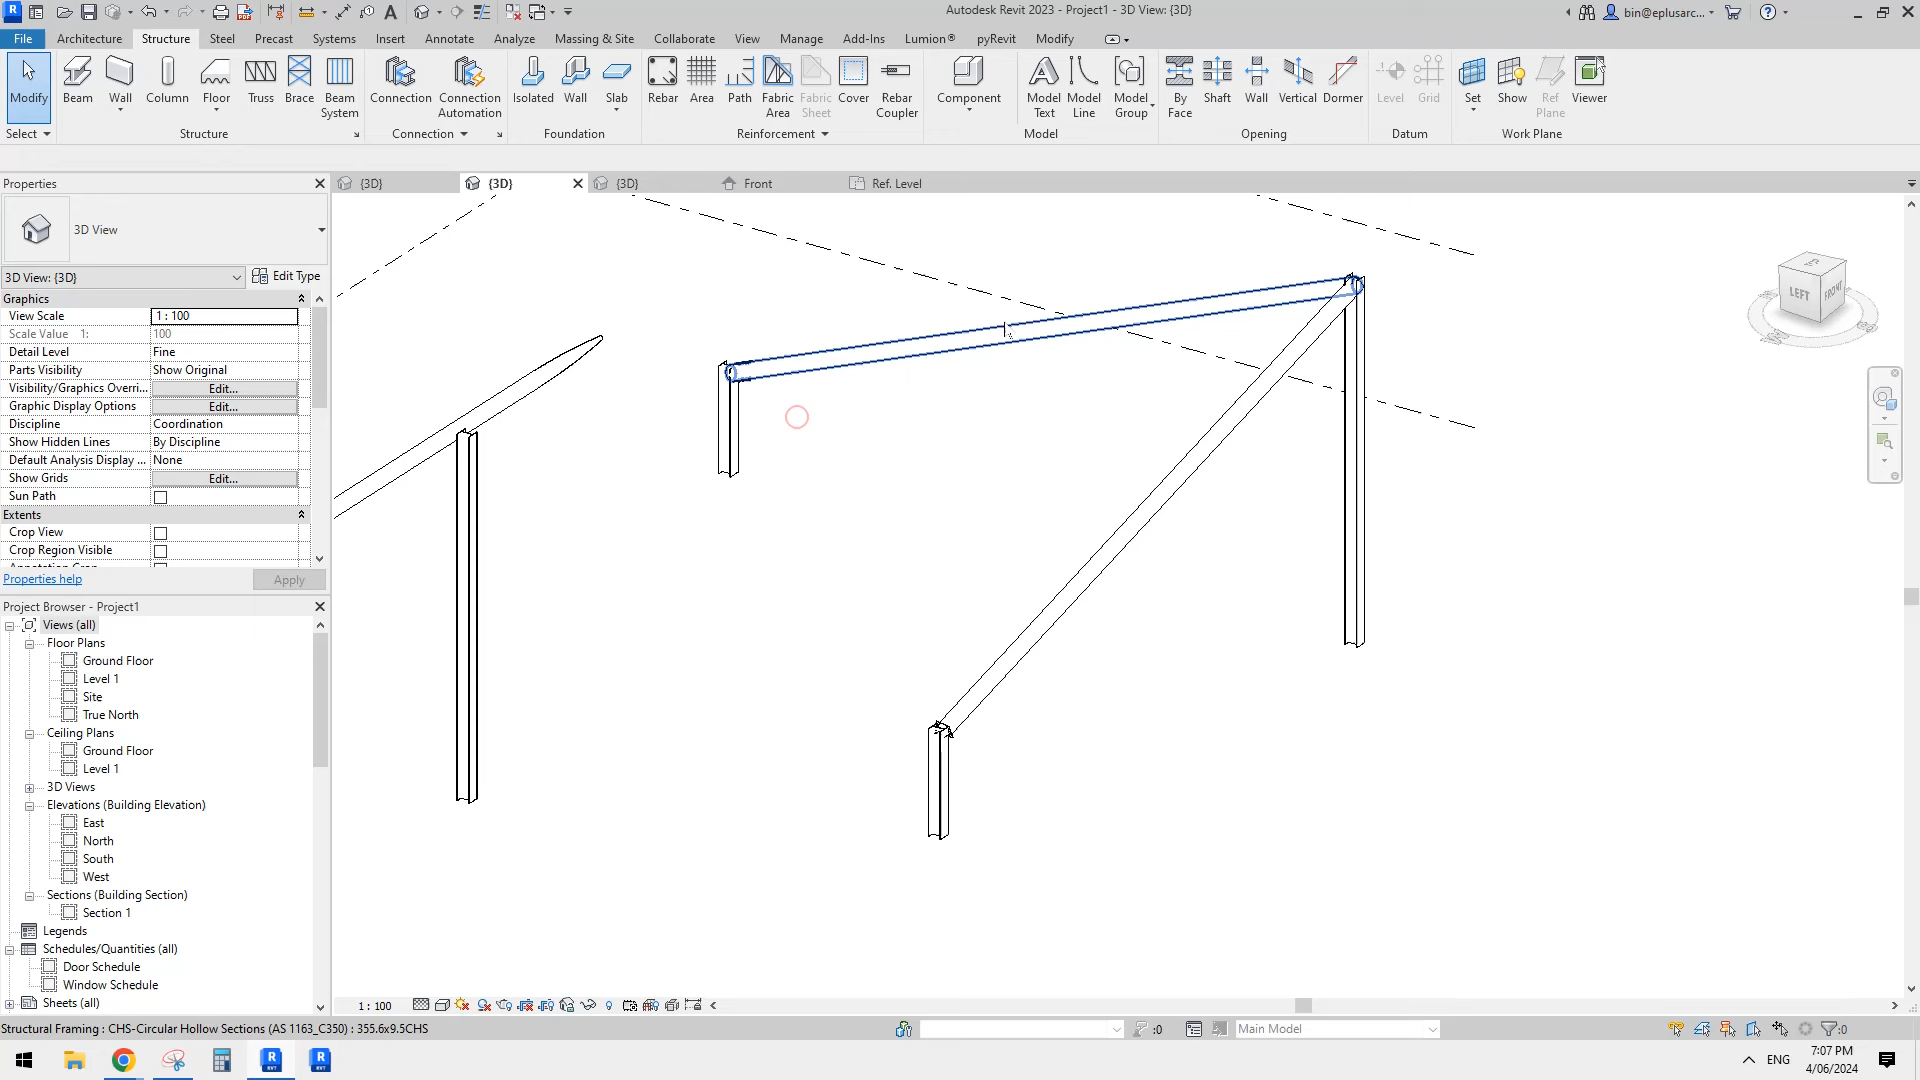 Autodesk Revit 2023 - Project1 - 3D View: {3D}
bin@eplusarc...
File Architecture Structure Steel Precast Systems Insert Annotate Analyze Massing & Site Collaborate View Manage Add-Ins Lumion® pyRevit Modify
Modify Beam Wall Column Floor Truss Brace Beam System Connection Connection Automation Isolated Wall Slab Rebar Area Path Fabric Area Fabric Sheet Cover Rebar Coupler Component Model Text Model Line Model Group By Face Shaft Wall Vertical Dormer Level Grid Set Show Ref Plane Viewer
Select Structure Connection Foundation Reinforcement Model Opening Datum Work Plane
Properties
{3D} {3D} {3D} Front Ref. Level
3D View
3D View: {3D} Edit Type
Graphics
View Scale 1 : 100
Scale Value 1: 100
Detail Level Fine
Parts Visibility Show Original
Visibility/Graphics Overri... Edit...
Graphic Display Options Edit...
Discipline Coordination
Show Hidden Lines By Discipline
Default Analysis Display ... None
Show Grids Edit...
Sun Path
Extents
Crop View
Crop Region Visible
Properties help Apply
Project Browser - Project1
Views (all)
Floor Plans
Ground Floor
Level 1
Site
True North
Ceiling Plans
Ground Floor
Level 1
3D Views
Elevations (Building Elevation)
East
North
South
West
Sections (Building Section)
Section 1
Legends
Schedules/Quantities (all)
Door Schedule
Window Schedule
Sheets (all)
LEFT FRONT
1 : 100
Structural Framing : CHS-Circular Hollow Sections (AS 1163_C350) : 355.6x9.5CHS
:0
Main Model
:0
ENG
7:07 PM
4/06/2024